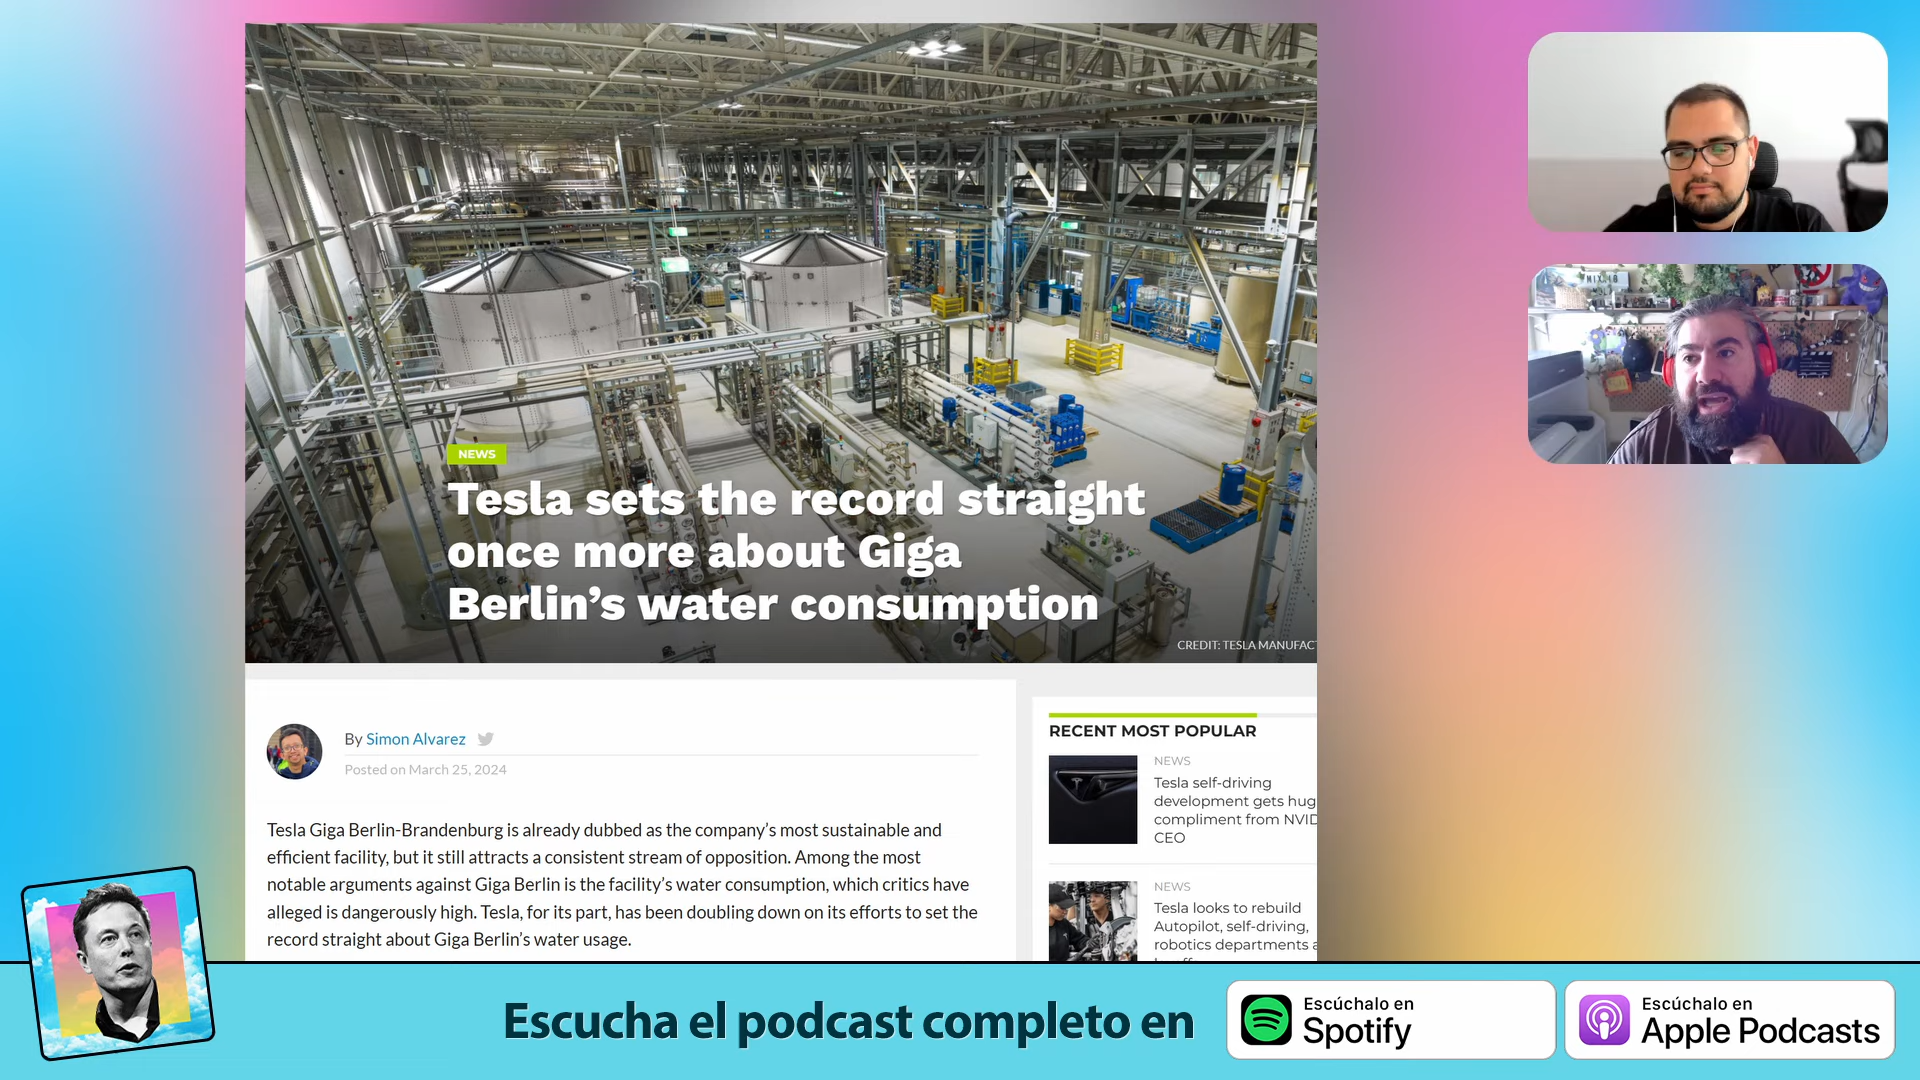 NEWS
Tesla sets the record straight
once more about Giga
Berlin’s water consumption
CREDIT: TESLA MANUFACT
By Simon Alvarez
Posted on March 25, 2024
Tesla Giga Berlin-Brandenburg is already dubbed as the company’s most sustainable and
efficient facility, but it still attracts a consistent stream of opposition. Among the most
notable arguments against Giga Berlin is the facility’s water consumption, which critics have
alleged is dangerously high. Tesla, for its part, has been doubling down on its efforts to set the
record straight about Giga Berlin’s water usage.
RECENT MOST POPULAR
NEWS
Tesla self-driving
development gets hug
compliment from NVID
CEO
NEWS
Tesla looks to rebuild
Autopilot, self-driving,
robotics departments a
Escucha el podcast completo en
Escúchalo en
Spotify
Escúchalo en
Apple Podcasts